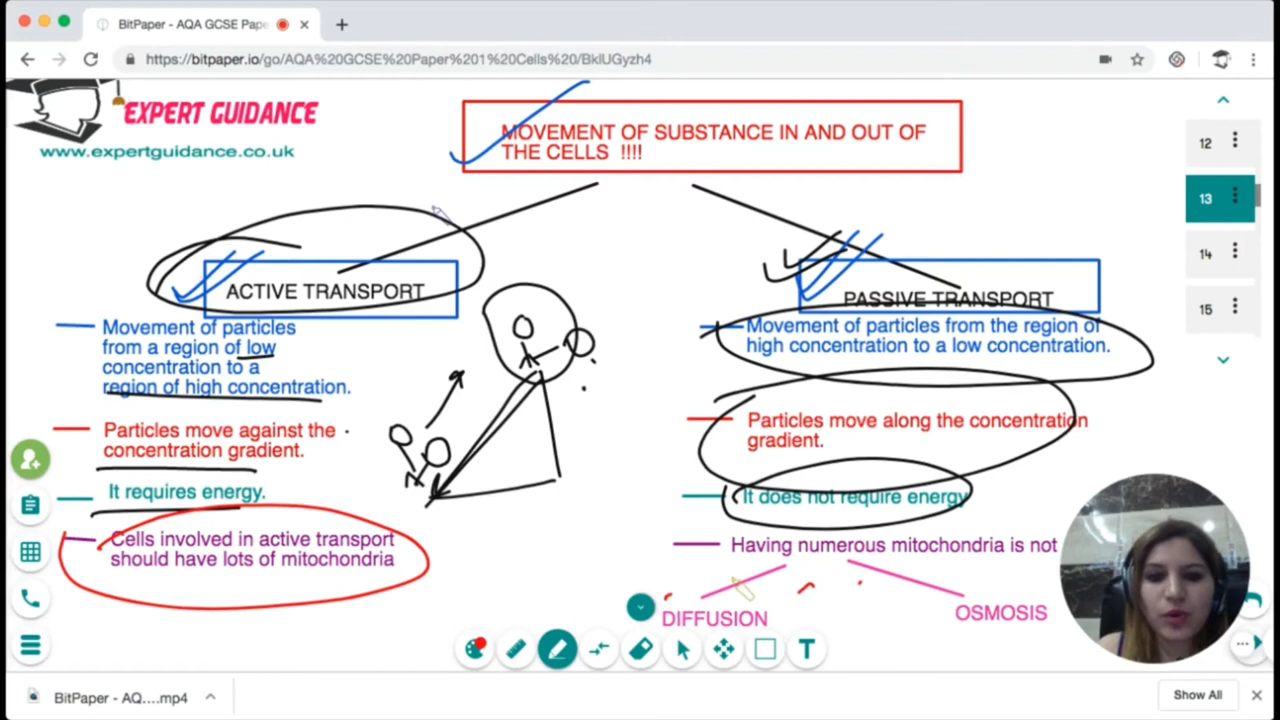 BitPaper - AQA GCSE Pape
https://bitpaper.io/go/AQA%20GCSE%20Paper%201%20Cells%20/BklUGyzh4
EXPERT GUIDANCE
www.expertguidance.co.uk
MOVEMENT OF SUBSTANCE IN AND OUT OF
THE CELLS !!!!
12
13
14
15
ACTIVE TRANSPORT
Movement of particles
from a region of low
concentration to a
region of high concentration.
Particles move against the
concentration gradient.
It requires energy.
Cells involved in active transport
should have lots of mitochondria
PASSIVE TRANSPORT
Movement of particles from the region of
high concentration to a low concentration.
Particles move along the concentration
gradient.
It does not require energy
Having numerous mitochondria is not
DIFFUSION
OSMOSIS
T
BitPaper - AQ....mp4
Show All